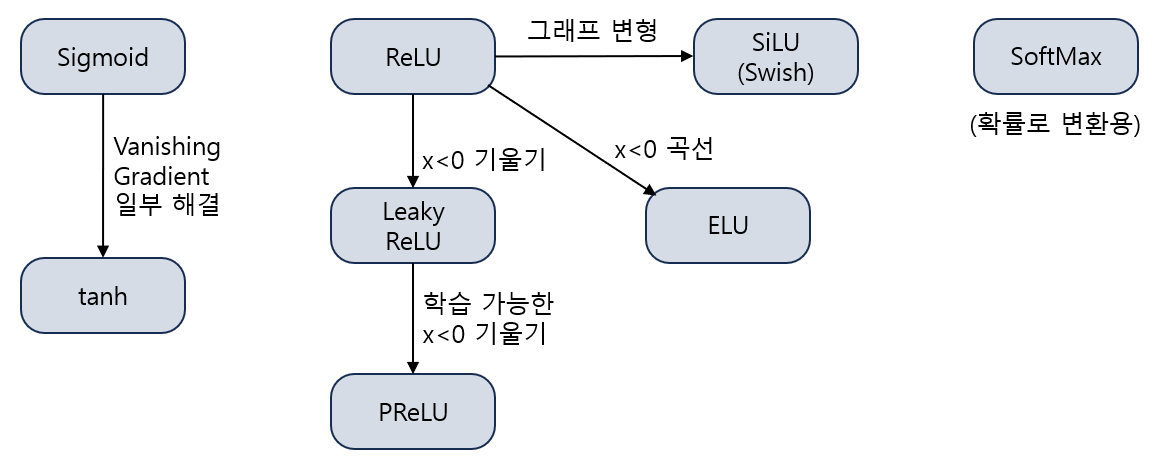 Sigmoid
Vanishing
Gradient
일부 해결
tanh
ReLU
그래프 변형
SiLU
(Swish)
x<0 기울기
x<0 곡선
Leaky
ReLU
ELU
학습 가능한
x<0 기울기
PReLU
SoftMax
(확률로 변환용)